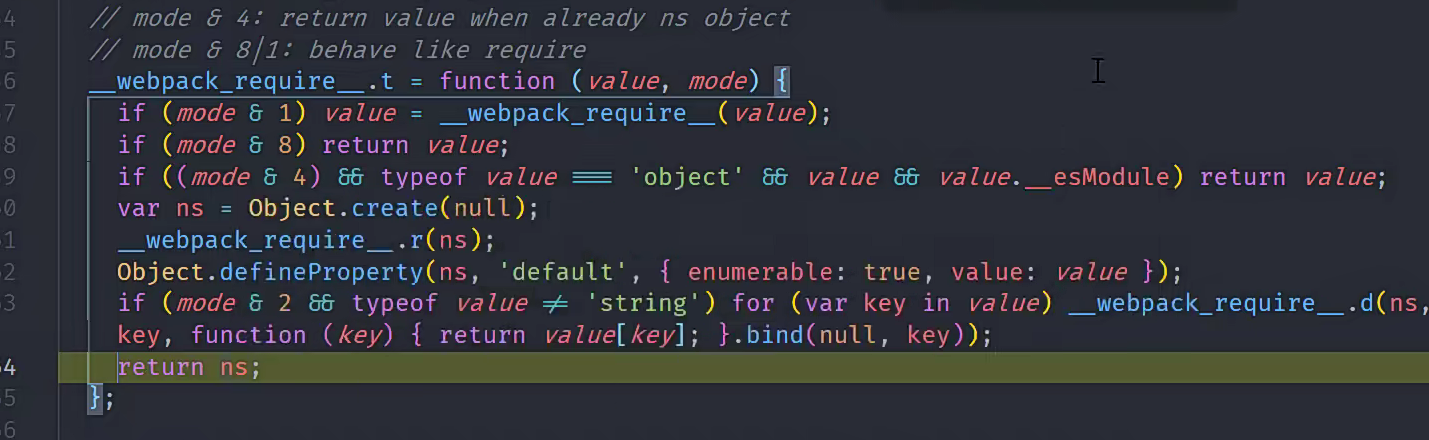 4 // mode & 4: return value when already ns object
5 // mode & 8|1: behave like require
6 __webpack_require__.t = function (value, mode) {
7 if (mode & 1) value = __webpack_require__(value);
8 if (mode & 8) return value;
9 if ((mode & 4) && typeof value === 'object' && value && value.__esModule) return value;
0 var ns = Object.create(null);
1 __webpack_require__.r(ns);
2 Object.defineProperty(ns, 'default', { enumerable: true, value: value });
3 if (mode & 2 && typeof value != 'string') for (var key in value) __webpack_require__.d(ns,
key, function (key) { return value[key]; }.bind(null, key));
4 return ns;
5 };
6